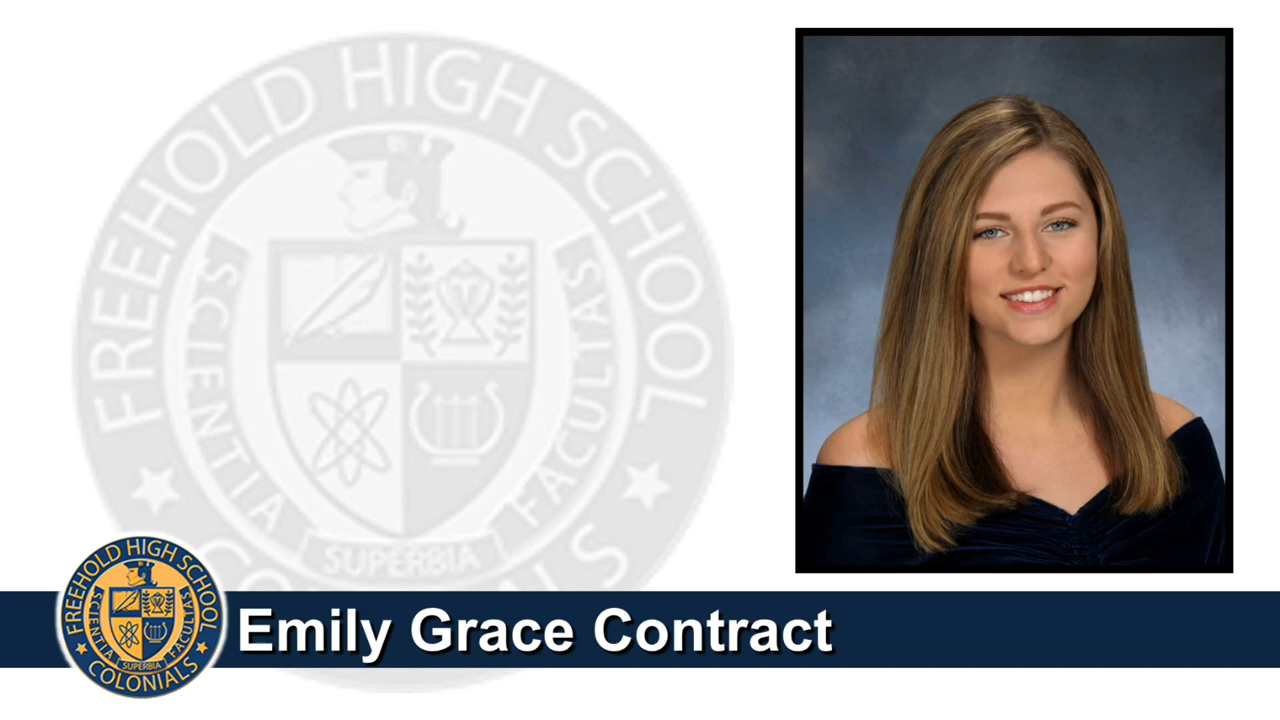 FREEHOLD HIGH SCHOOL
SCIENTIA
FACULTAS
SUPERBIA
COLONIALS
FREEHOLD HIGH SCHOOL
SCIENTIA
FACULTAS
SUPERBIA
COLONIALS
Emily Grace Contract